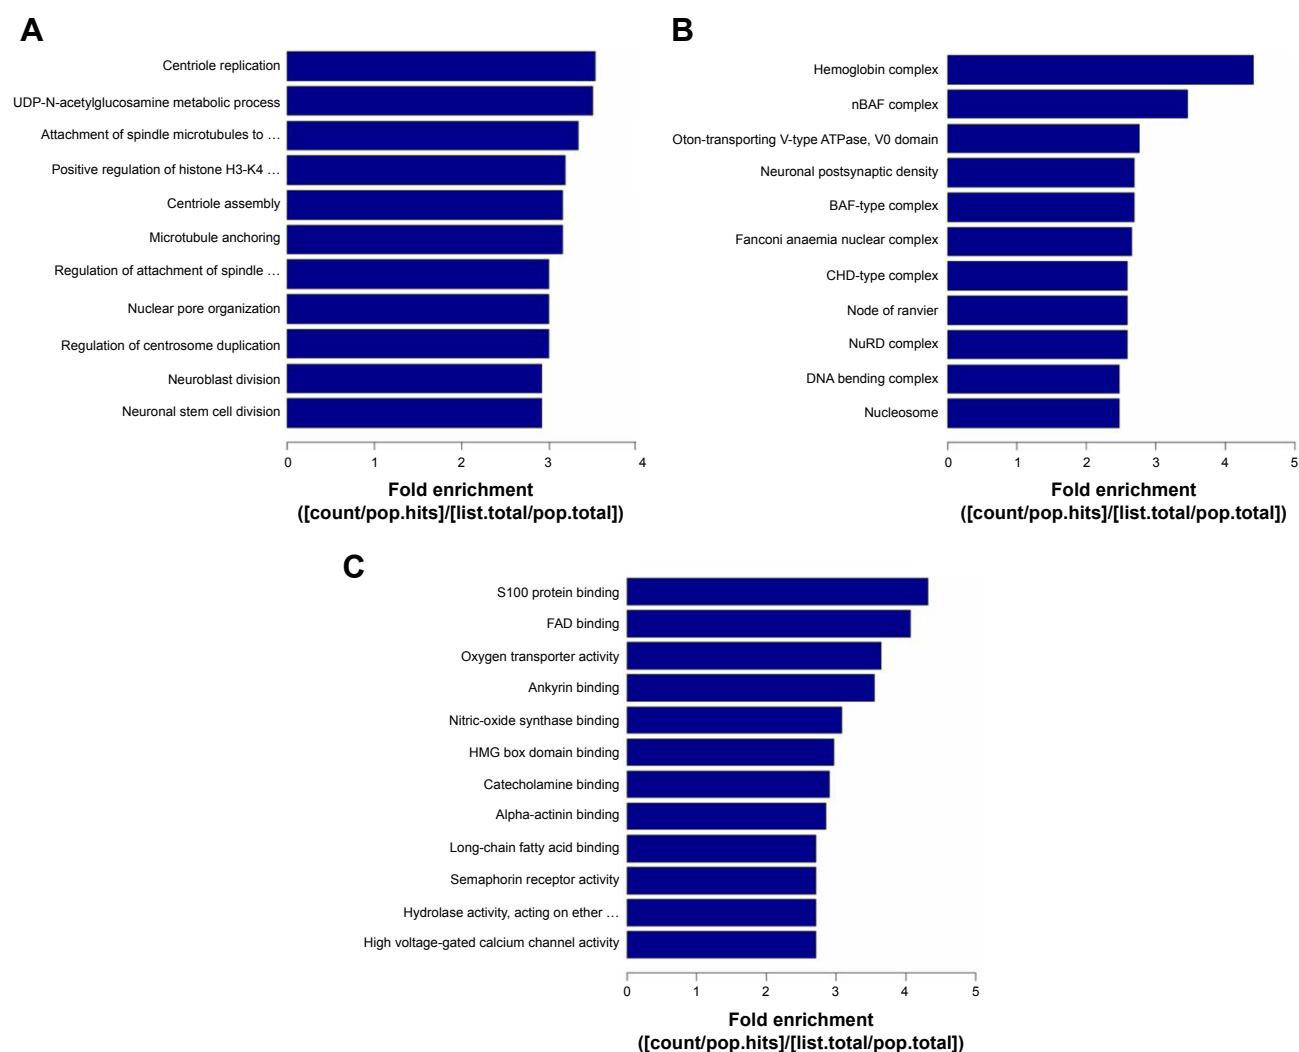 A
Centriole replication
UDP-N-acetylglucosamine metabolic process
Attachment of spindle microtubules to …
Positive regulation of histone H3-K4 …
Centriole assembly
Microtubule anchoring
Regulation of attachment of spindle …
Nuclear pore organization
Regulation of centrosome duplication
Neuroblast division
Neuronal stem cell division
0 1 2 3 4
Fold enrichment
([count/pop.hits]/[list.total/pop.total])
B
Hemoglobin complex
nBAF complex
Oton-transporting V-type ATPase, V0 domain
Neuronal postsynaptic density
BAF-type complex
Fanconi anaemia nuclear complex
CHD-type complex
Node of ranvier
NuRD complex
DNA bending complex
Nucleosome
0 1 2 3 4 5
Fold enrichment
([count/pop.hits]/[list.total/pop.total])
C
S100 protein binding
FAD binding
Oxygen transporter activity
Ankyrin binding
Nitric-oxide synthase binding
HMG box domain binding
Catecholamine binding
Alpha-actinin binding
Long-chain fatty acid binding
Semaphorin receptor activity
Hydrolase activity, acting on ether …
High voltage-gated calcium channel activity
0 1 2 3 4 5
Fold enrichment
([count/pop.hits]/[list.total/pop.total])